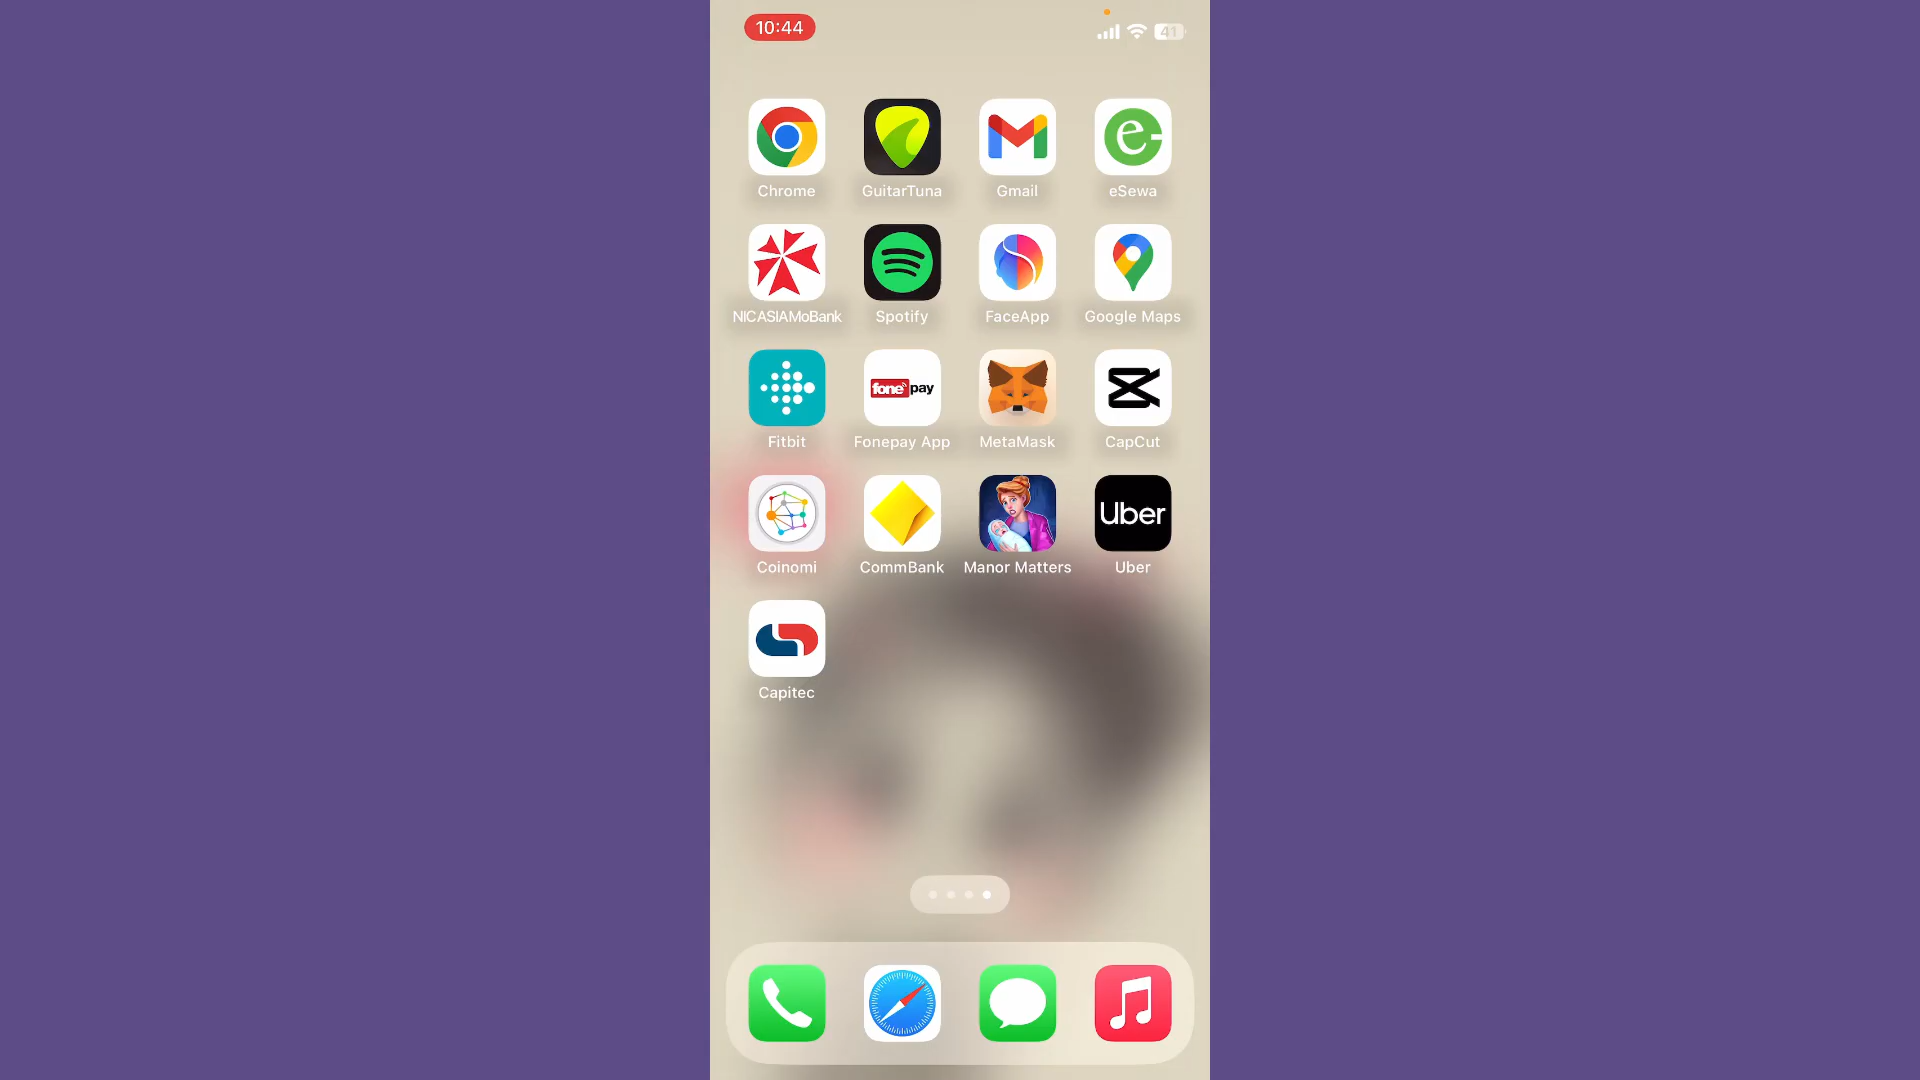 10:44
41
Chrome
GuitarTuna
Gmail
eSewa
NICASIAMoBank
Spotify
FaceApp
Google Maps
fone pay
Fitbit
Fonepay App
MetaMask
CapCut
Uber
Coinomi
CommBank
Manor Matters
Uber
Capitec